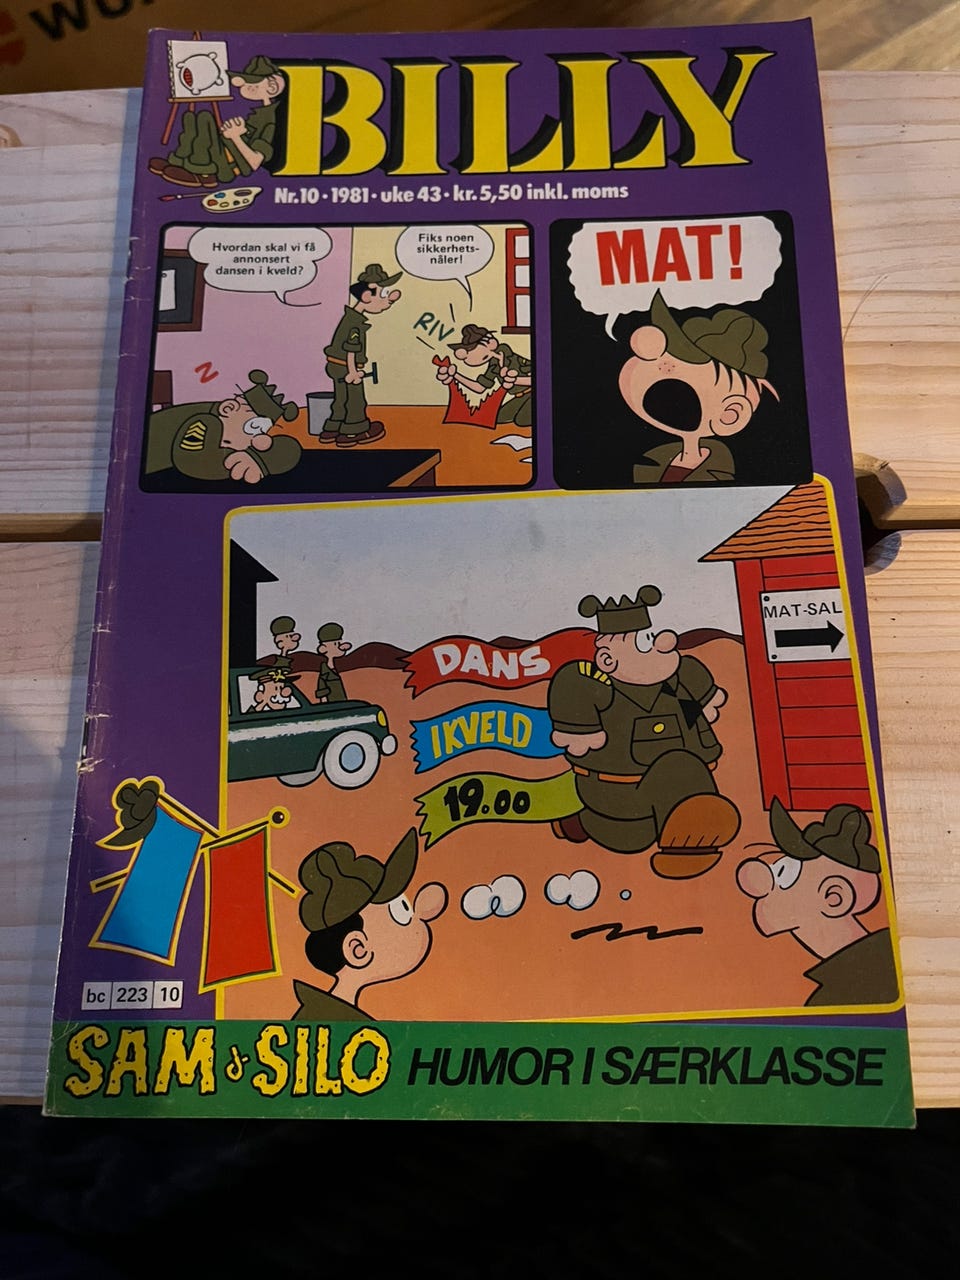 BILLY
Nr.10 · 1981 · uke 43 · kr. 5,50 inkl. moms
Hvordan skal vi få
annonsert
dansen i kveld?
Fiks noen
sikkerhets-
nåler!
RIV
Z
MAT!
MAT-SAL
DANS
I KVELD
19.00
bc 223 10
SAM & SILO HUMOR I SÆRKLASSE